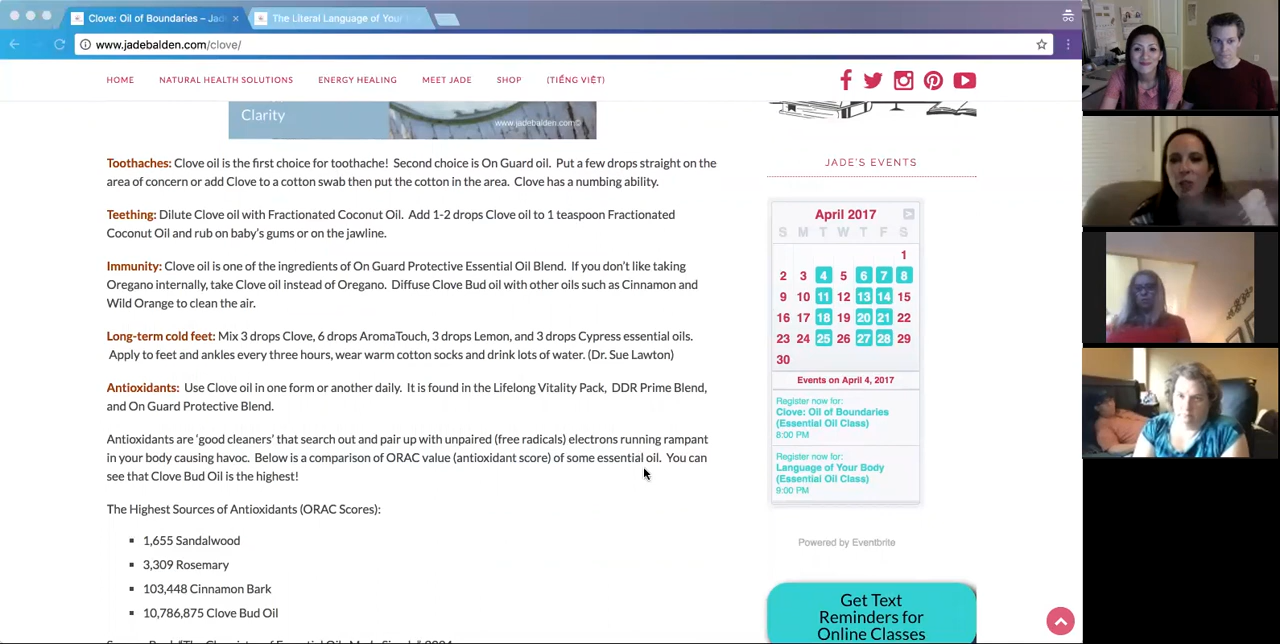 Clove: Oil of Boundaries – Jade
The Literal Language of Your
www.jadebalden.com/clove/
HOME NATURAL HEALTH SOLUTIONS ENERGY HEALING MEET JADE SHOP (TIẾNG VIỆT)
Clarity
www.jadebalden.com©
Toothaches: Clove oil is the first choice for toothache! Second choice is On Guard oil. Put a few drops straight on the
area of concern or add Clove to a cotton swab then put the cotton in the area. Clove has a numbing ability.
Teething: Dilute Clove oil with Fractionated Coconut Oil. Add 1-2 drops Clove oil to 1 teaspoon Fractionated
Coconut Oil and rub on baby's gums or on the jawline.
Immunity: Clove oil is one of the ingredients of On Guard Protective Essential Oil Blend. If you don't like taking
Oregano internally, take Clove oil instead of Oregano. Diffuse Clove Bud oil with other oils such as Cinnamon and
Wild Orange to clean the air.
Long-term cold feet: Mix 3 drops Clove, 6 drops AromaTouch, 3 drops Lemon, and 3 drops Cypress essential oils.
Apply to feet and ankles every three hours, wear warm cotton socks and drink lots of water. (Dr. Sue Lawton)
Antioxidants: Use Clove oil in one form or another daily. It is found in the Lifelong Vitality Pack, DDR Prime Blend,
and On Guard Protective Blend.
Antioxidants are 'good cleaners' that search out and pair up with unpaired (free radicals) electrons running rampant
in your body causing havoc. Below is a comparison of ORAC value (antioxidant score) of some essential oil. You can
see that Clove Bud Oil is the highest!
The Highest Sources of Antioxidants (ORAC Scores):
1,655 Sandalwood
3,309 Rosemary
103,448 Cinnamon Bark
10,786,875 Clove Bud Oil
JADE'S EVENTS
April 2017 >
S M T W T F S
1
2 3 4 5 6 7 8
9 10 11 12 13 14 15
16 17 18 19 20 21 22
23 24 25 26 27 28 29
30
Events on April 4, 2017
Register now for:
Clove: Oil of Boundaries
(Essential Oil Class)
8:00 PM
Register now for:
Language of Your Body
(Essential Oil Class)
9:00 PM
Powered by Eventbrite
Get Text
Reminders for
Online Classes